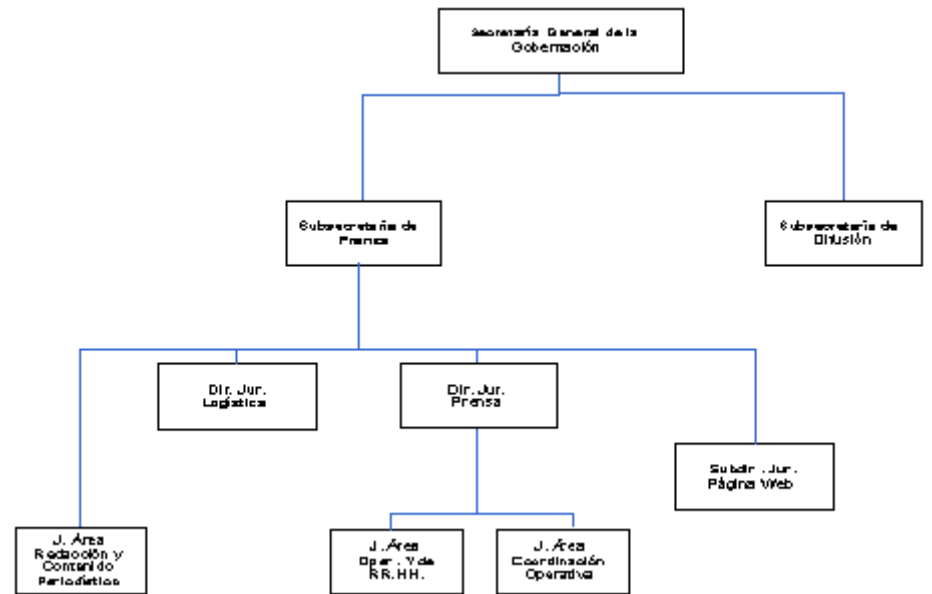 Secretaría General de la
Gobernación
Subsecretaría de
Prensa
Subsecretaría de
Difusión
Dir. Jur.
Logística
Dir. Jur.
Prensa
Subdir. Jur.
Página Web
J. Área
Redacción y
Contenido
Periodístico
J. Área
Oper. Y de
RR.HH.
J. Área
Coordinación
Operativa